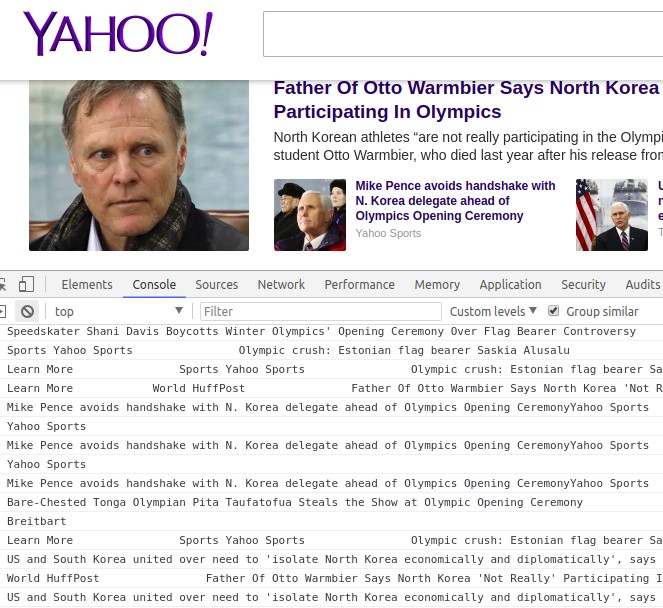 YAHOO!
Father Of Otto Warmbier Says North Korea
Participating In Olympics
North Korean athletes “are not really participating in the Olympi
student Otto Warmbier, who died last year after his release fron
Mike Pence avoids handshake with
N. Korea delegate ahead of
Olympics Opening Ceremony
Yahoo Sports
Elements Console Sources Network Performance Memory Application Security Audits
top Filter Custom levels Group similar
Speedskater Shani Davis Boycotts Winter Olympics' Opening Ceremony Over Flag Bearer Controversy
Sports Yahoo Sports Olympic crush: Estonian flag bearer Saskia Alusalu
Learn More Sports Yahoo Sports Olympic crush: Estonian flag bearer Sa
Learn More World HuffPost Father Of Otto Warmbier Says North Korea 'Not R
Mike Pence avoids handshake with N. Korea delegate ahead of Olympics Opening CeremonyYahoo Sports
Yahoo Sports
Mike Pence avoids handshake with N. Korea delegate ahead of Olympics Opening CeremonyYahoo Sports
Yahoo Sports
Mike Pence avoids handshake with N. Korea delegate ahead of Olympics Opening CeremonyYahoo Sports
Bare-Chested Tonga Olympian Pita Taufatofua Steals the Show at Olympic Opening Ceremony
Breitbart
Learn More Sports Yahoo Sports Olympic crush: Estonian flag bearer Sa
US and South Korea united over need to 'isolate North Korea economically and diplomatically', says
World HuffPost Father Of Otto Warmbier Says North Korea 'Not Really' Participating I
US and South Korea united over need to 'isolate North Korea economically and diplomatically', says